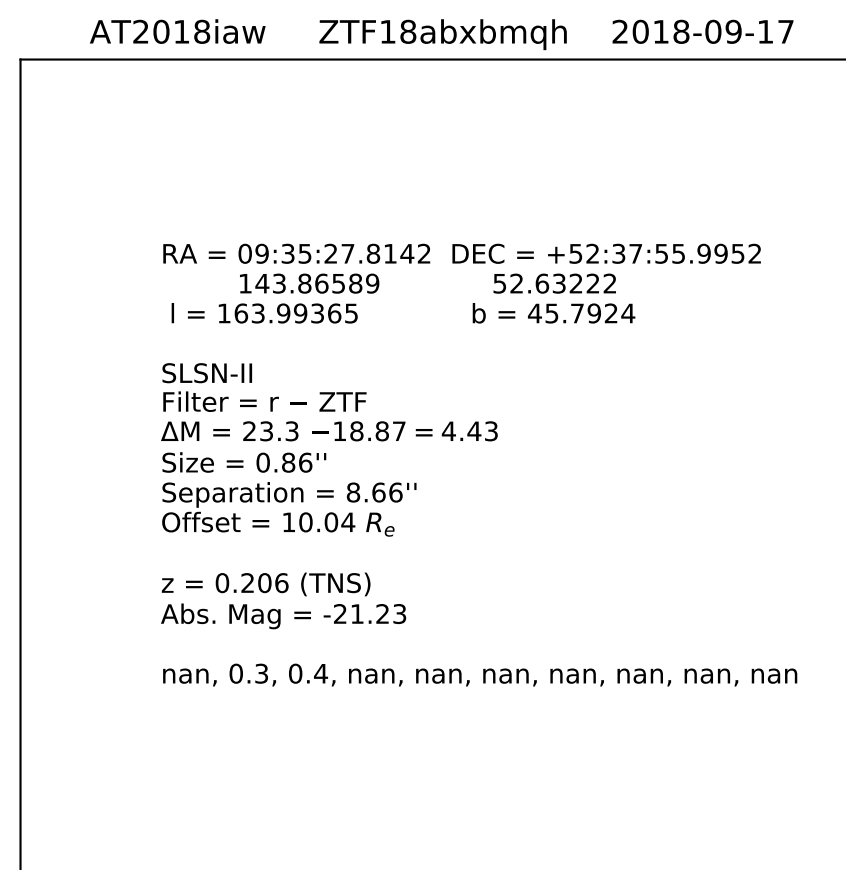 AT2018iaw ZTF18abxbmqh 2018-09-17
RA = 09:35:27.8142 DEC = +52:37:55.9952
143.86589 52.63222
l = 163.99365 b = 45.7924
SLSN-II
Filter = r − ZTF
ΔM = 23.3 −18.87 = 4.43
Size = 0.86''
Separation = 8.66''
Offset = 10.04 Rₑ
z = 0.206 (TNS)
Abs. Mag = -21.23
nan, 0.3, 0.4, nan, nan, nan, nan, nan, nan, nan